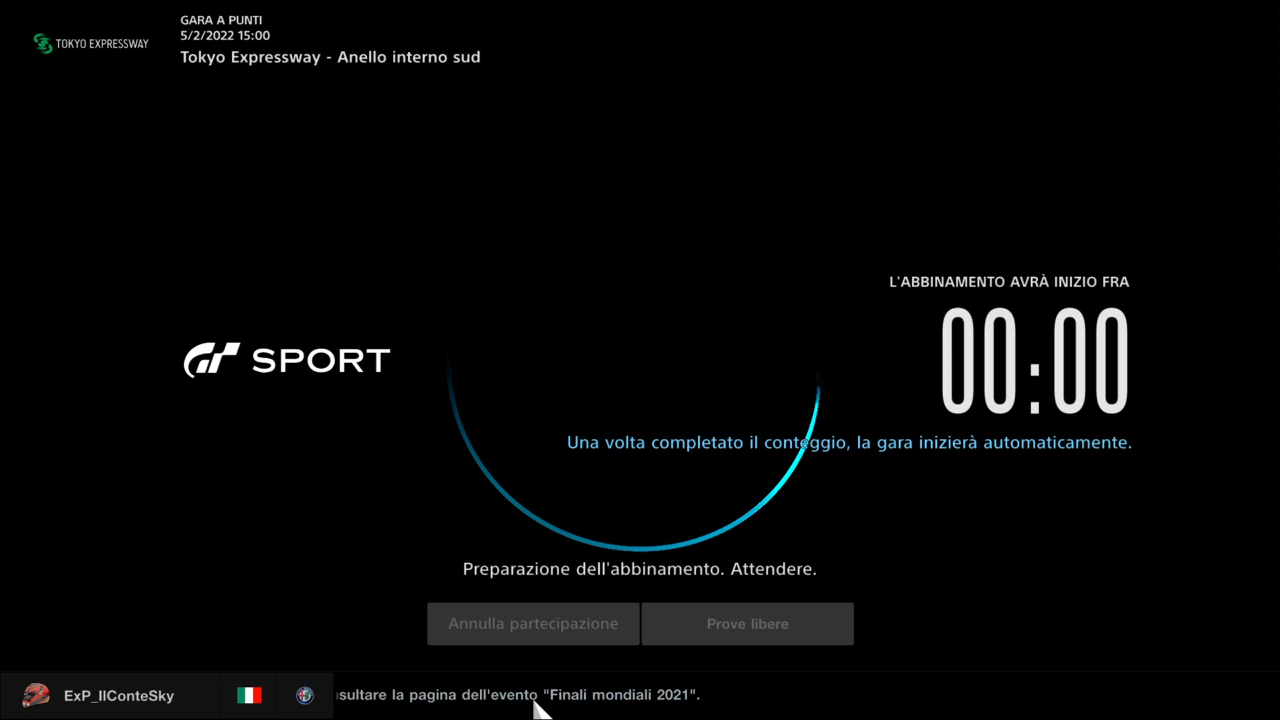 TOKYO EXPRESSWAY
GARA A PUNTI
5/2/2022 15:00
Tokyo Expressway - Anello interno sud
L'ABBINAMENTO AVRÀ INIZIO FRA
00:00
GT SPORT
Una volta completato il conteggio, la gara inizierà automaticamente.
Preparazione dell'abbinamento. Attendere.
Annulla partecipazione
Prove libere
ExP_IlConteSky
nsultare la pagina dell'evento "Finali mondiali 2021".